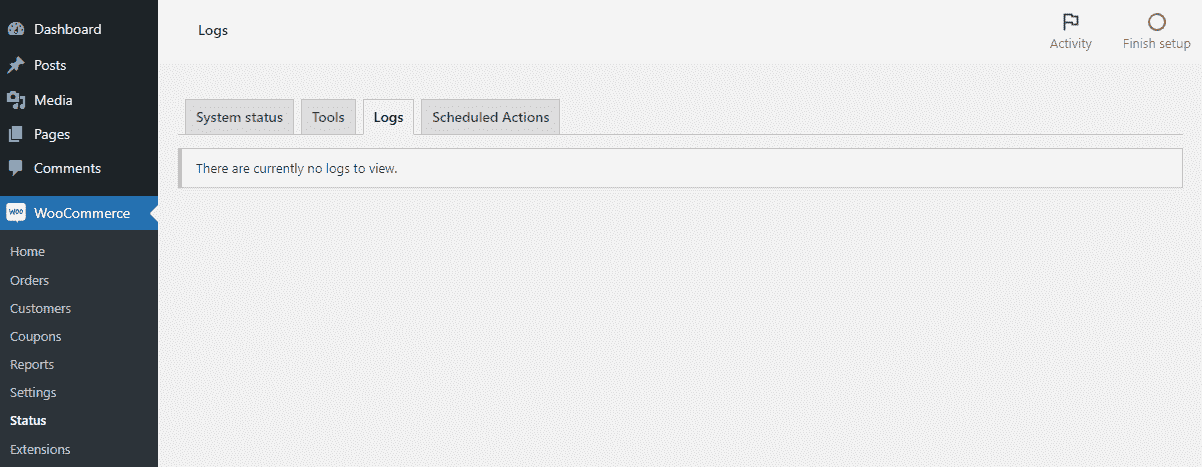 Dashboard
Posts
Media
Pages
Comments
woo WooCommerce
Home
Orders
Customers
Coupons
Reports
Settings
Status
Extensions
Logs
Activity
Finish setup
System status
Tools
Logs
Scheduled Actions
There are currently no logs to view.